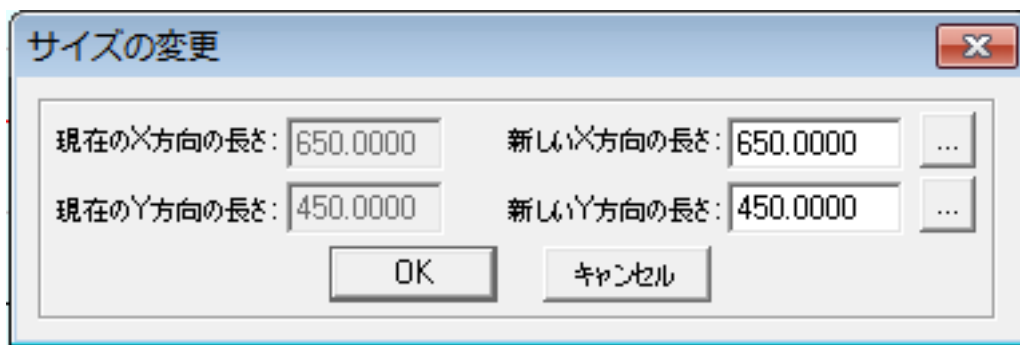 サイズの変更
現在のX方向の長さ: 650.0000 新しいX方向の長さ: 650.0000 ...
現在のY方向の長さ: 450.0000 新しいY方向の長さ: 450.0000 ...
OK キャンセル